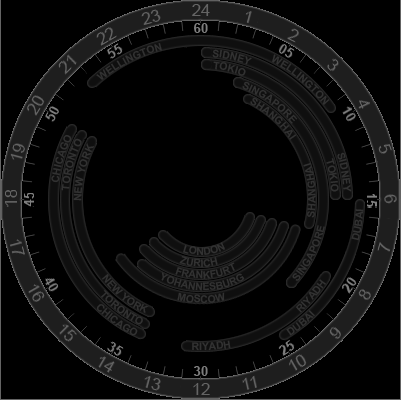 24
1
2
3
4
5
6
7
8
9
10
11
12
13
14
15
16
17
18
19
20
21
22
23
60
05
10
15
20
25
30
35
40
45
50
55
WELLINGTON
WELLINGTON
SIDNEY
SIDNEY
TOKIO
TOKIO
SINGAPORE
SINGAPORE
SHANGHAI
SHANGHAI
DUBAI
DUBAI
RIYADH
RIYADH
CHICAGO
TORONTO
NEW YORK
NEW YORK
TORONTO
CHICAGO
LONDON
ZURICH
FRANKFURT
YOHANNESBURG
MOSCOW